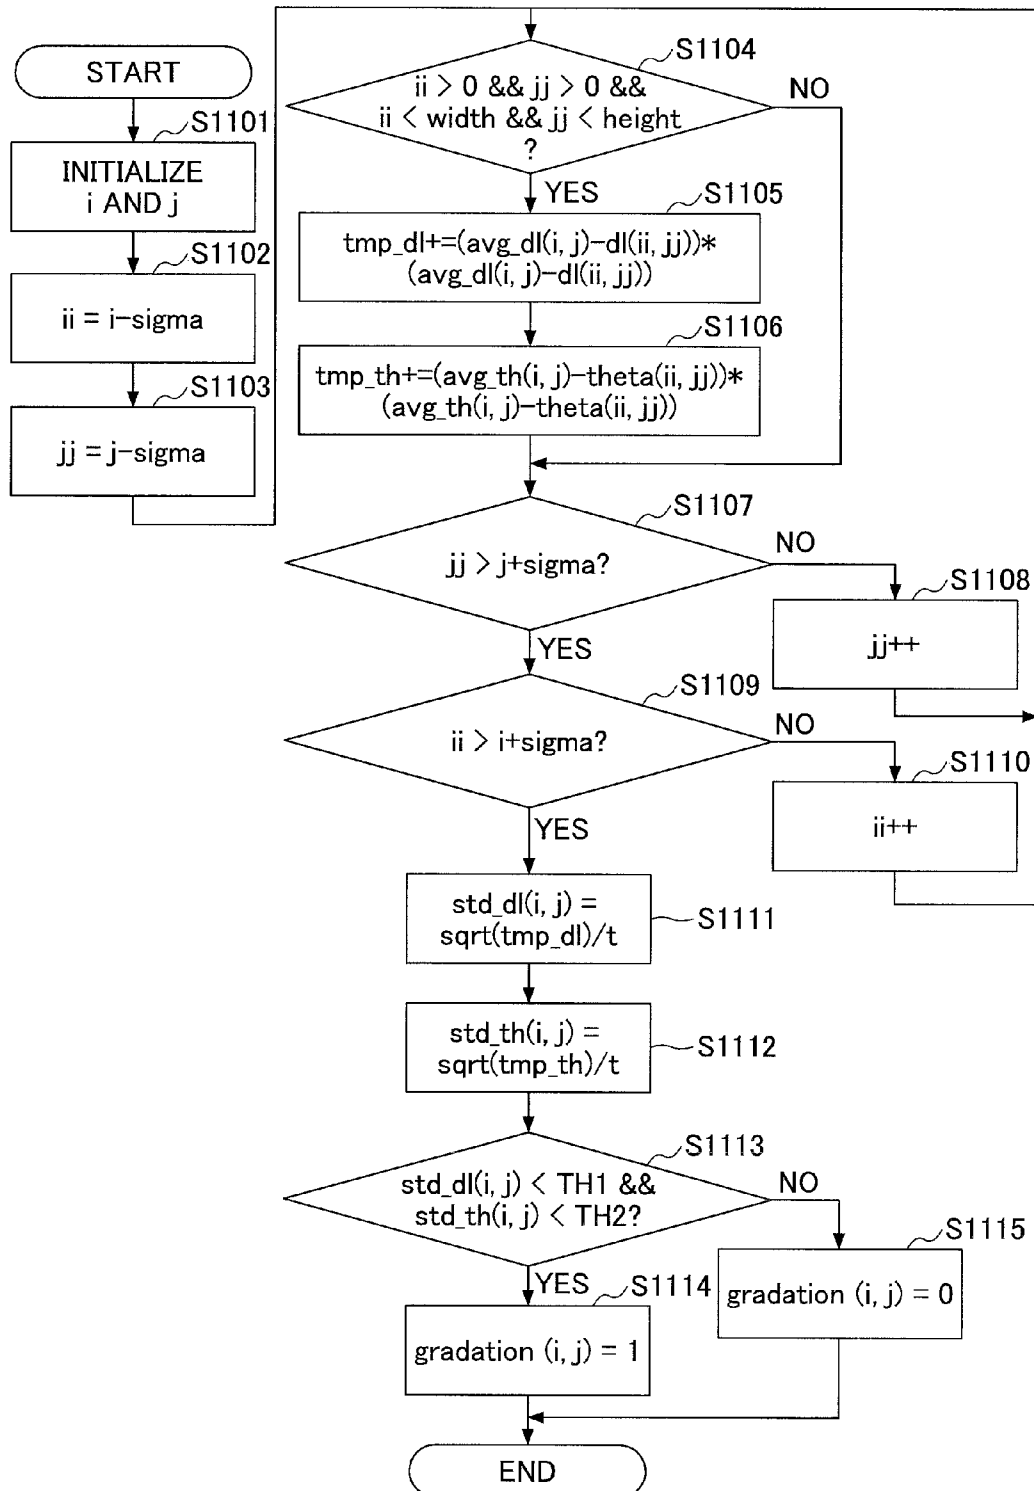 START
S1101
INITIALIZE
i AND j
S1102
ii = i-sigma
S1103
jj = j-sigma
S1104
ii > 0 && jj > 0 &&
ii < width && jj < height
?
NO
YES
S1105
tmp_dl+=(avg_dl(i, j)-dl(ii, jj))*
(avg_dl(i, j)-dl(ii, jj))
S1106
tmp_th+=(avg_th(i, j)-theta(ii, jj))*
(avg_th(i, j)-theta(ii, jj))
S1107
jj > j+sigma?
NO
S1108
jj++
YES
S1109
ii > i+sigma?
NO
S1110
ii++
YES
std_dl(i, j) =
sqrt(tmp_dl)/t
S1111
std_th(i, j) =
sqrt(tmp_th)/t
S1112
S1113
std_dl(i, j) < TH1 &&
std_th(i, j) < TH2?
NO
S1115
gradation (i, j) = 0
YES
S1114
gradation (i, j) = 1
END